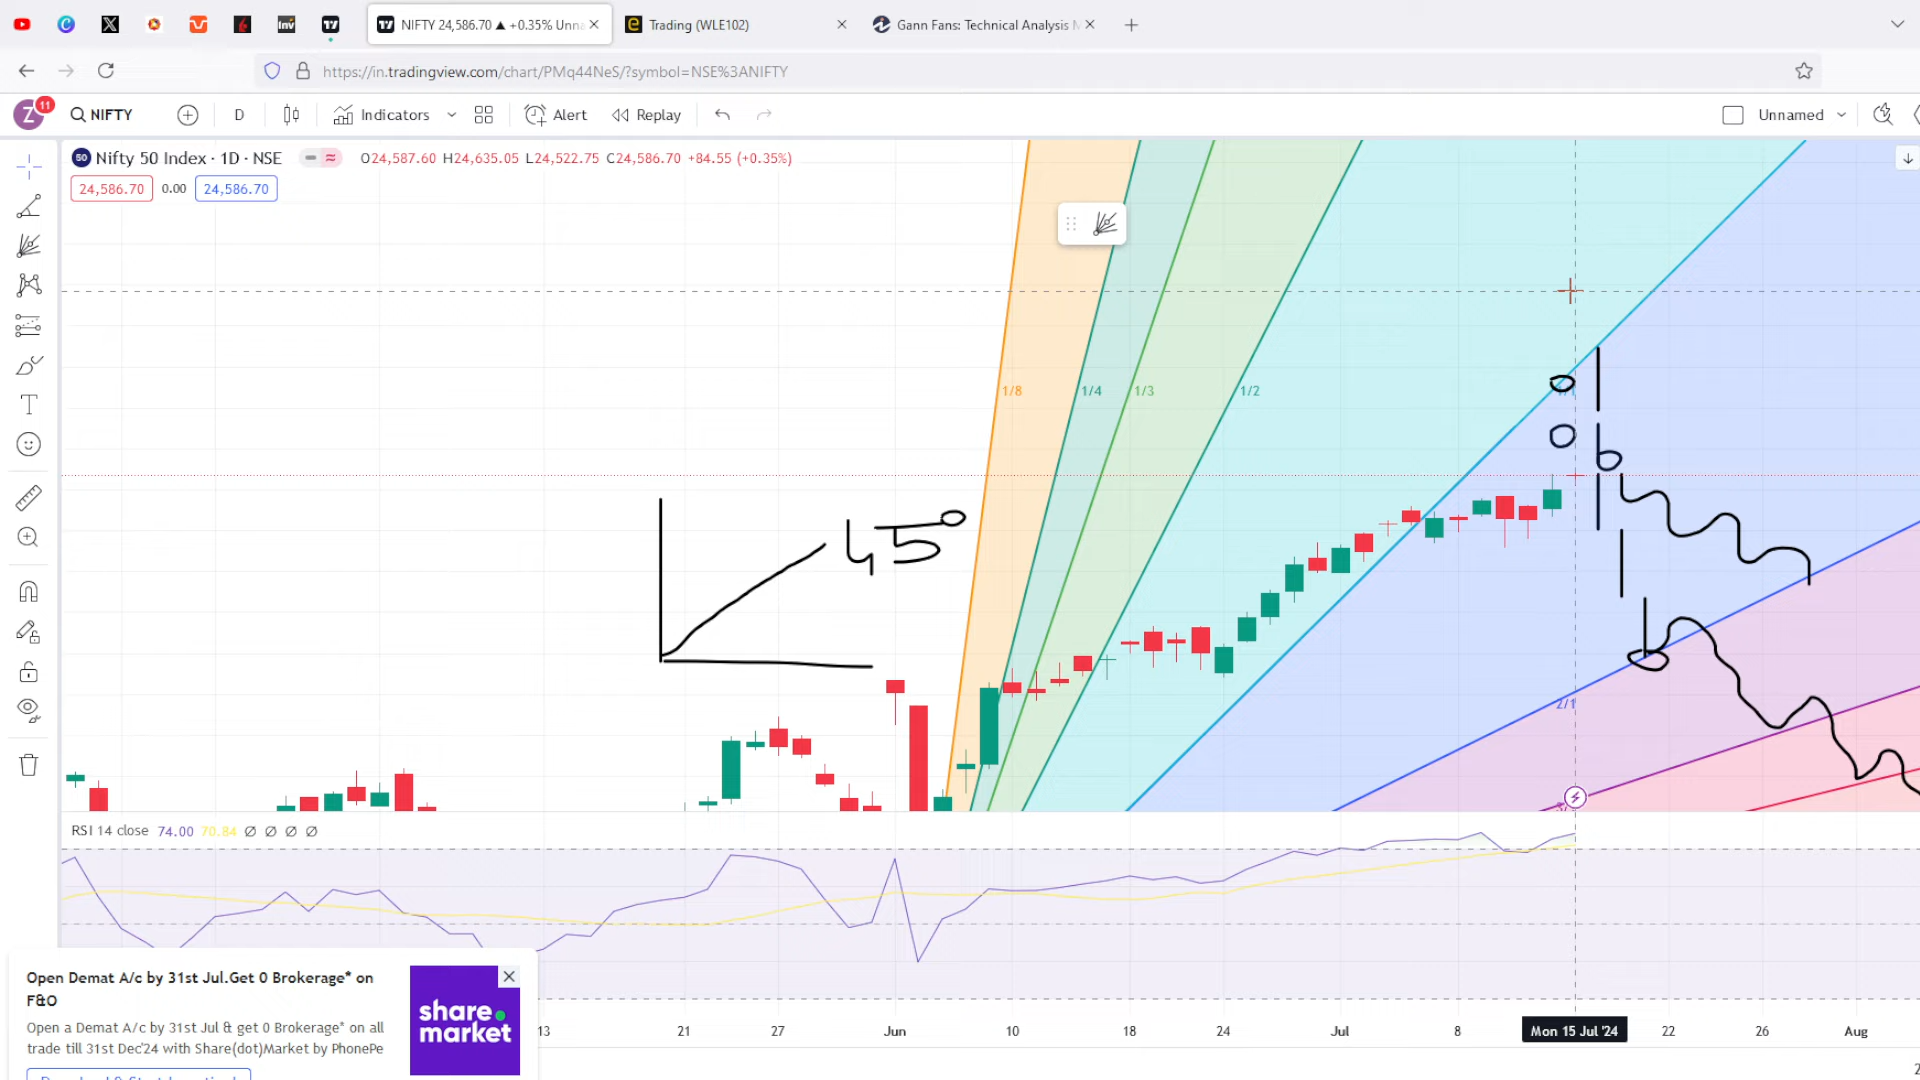 NIFTY 24,586.70 ▲ +0.35% Unna
Trading (WLE102)
Gann Fans: Technical Analysis M
https://in.tradingview.com/chart/PMq44NeS/?symbol=NSE%3ANIFTY
Z 11 NIFTY D Indicators Alert Replay Unnamed
50 Nifty 50 Index · 1D · NSE O24,587.60 H24,635.05 L24,522.75 C24,586.70 +84.55 (+0.35%)
24,586.70 0.00 24,586.70
1/8 1/4 1/3 1/2 1/1
45°
2/1
RSI 14 close 74.00 70.84 Ø Ø Ø Ø
Open Demat A/c by 31st Jul.Get 0 Brokerage* on
F&O
Open a Demat A/c by 31st Jul & get 0 Brokerage* on all
trade till 31st Dec'24 with Share(dot)Market by PhonePe
share.
market
13 21 27 Jun 10 18 24 Jul 8 Mon 15 Jul '24 22 26 Aug